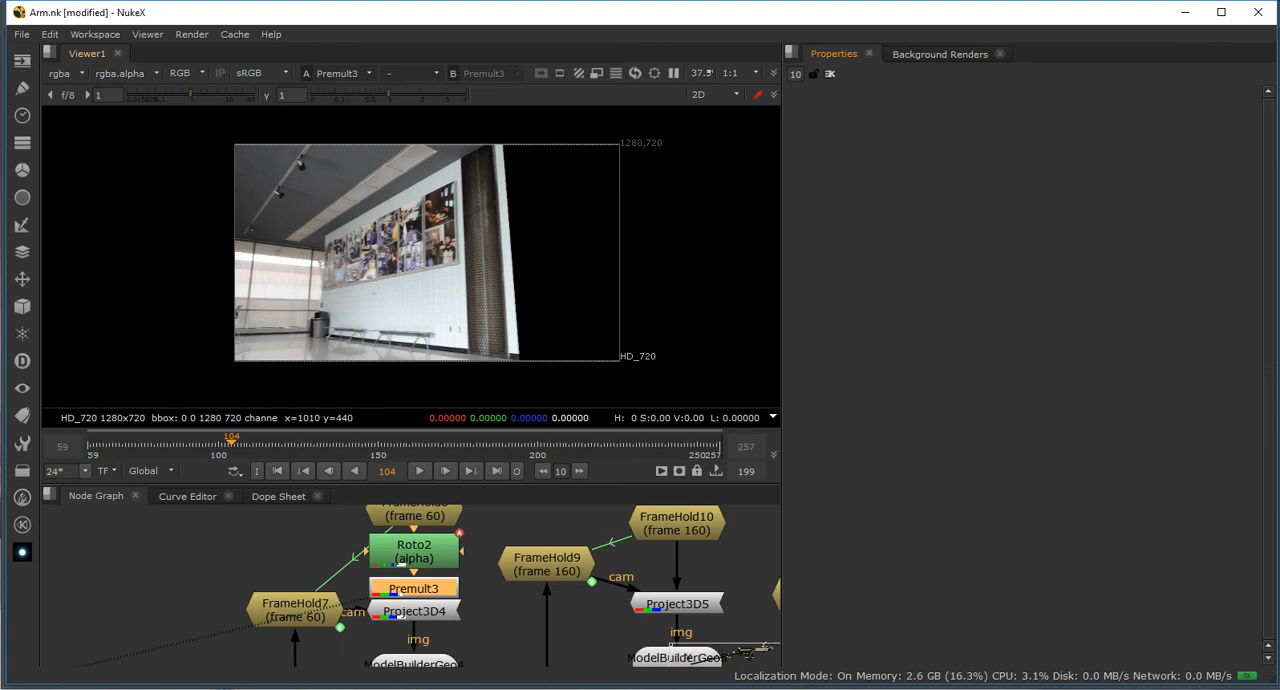 Arm.nk [modified] - NukeX
File Edit Workspace Viewer Render Cache Help
Viewer1
Properties
Background Renders
rgba rgba.alpha RGB IP sRGB A Premult3 - B Premult3 37.5 1:1
10
f/8 1 γ 1 2D
1280,720
HD_720
HD_720 1280x720 bbox: 0 0 1280 720 channe x=1010 y=440 0.00000 0.00000 0.00000 0.00000 H: 0 S:0.00 V:0.00 L: 0.00000
104
59 257
59 100 150 200 250257
24* TF Global I 104 O 10 199
Node Graph Curve Editor Dope Sheet
(frame 60)
FrameHold10
(frame 160)
Roto2
(alpha)
FrameHold9
(frame 160)
cam
Premult3
FrameHold7
(frame 60)
cam
Project3D4
Project3D5
img
img
ModelBuilderGeo4
Localization Mode: On Memory: 2.6 GB (16.3%) CPU: 3.1% Disk: 0.0 MB/s Network: 0.0 MB/s